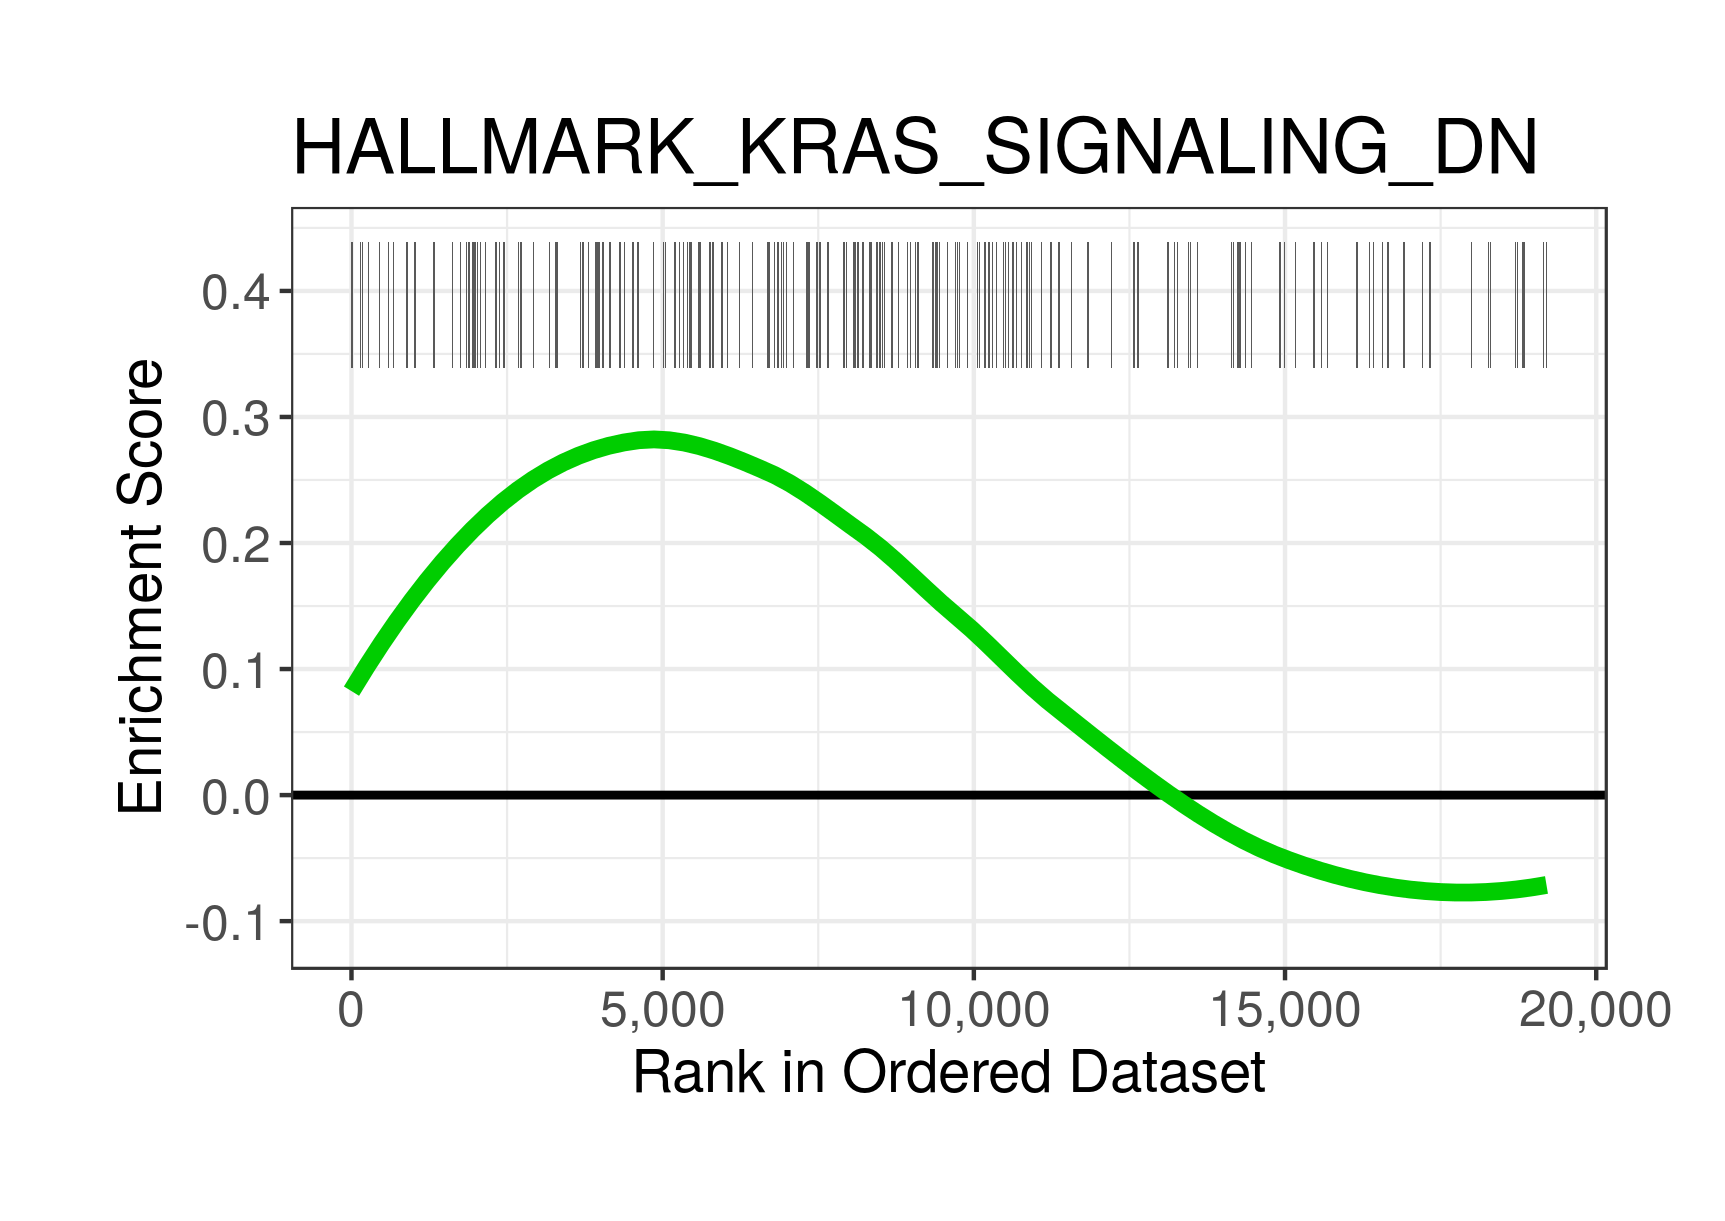 HALLMARK_KRAS_SIGNALING_DN
Enrichment Score
0.4
0.3
0.2
0.1
0.0
-0.1
0 5,000 10,000 15,000 20,000
Rank in Ordered Dataset